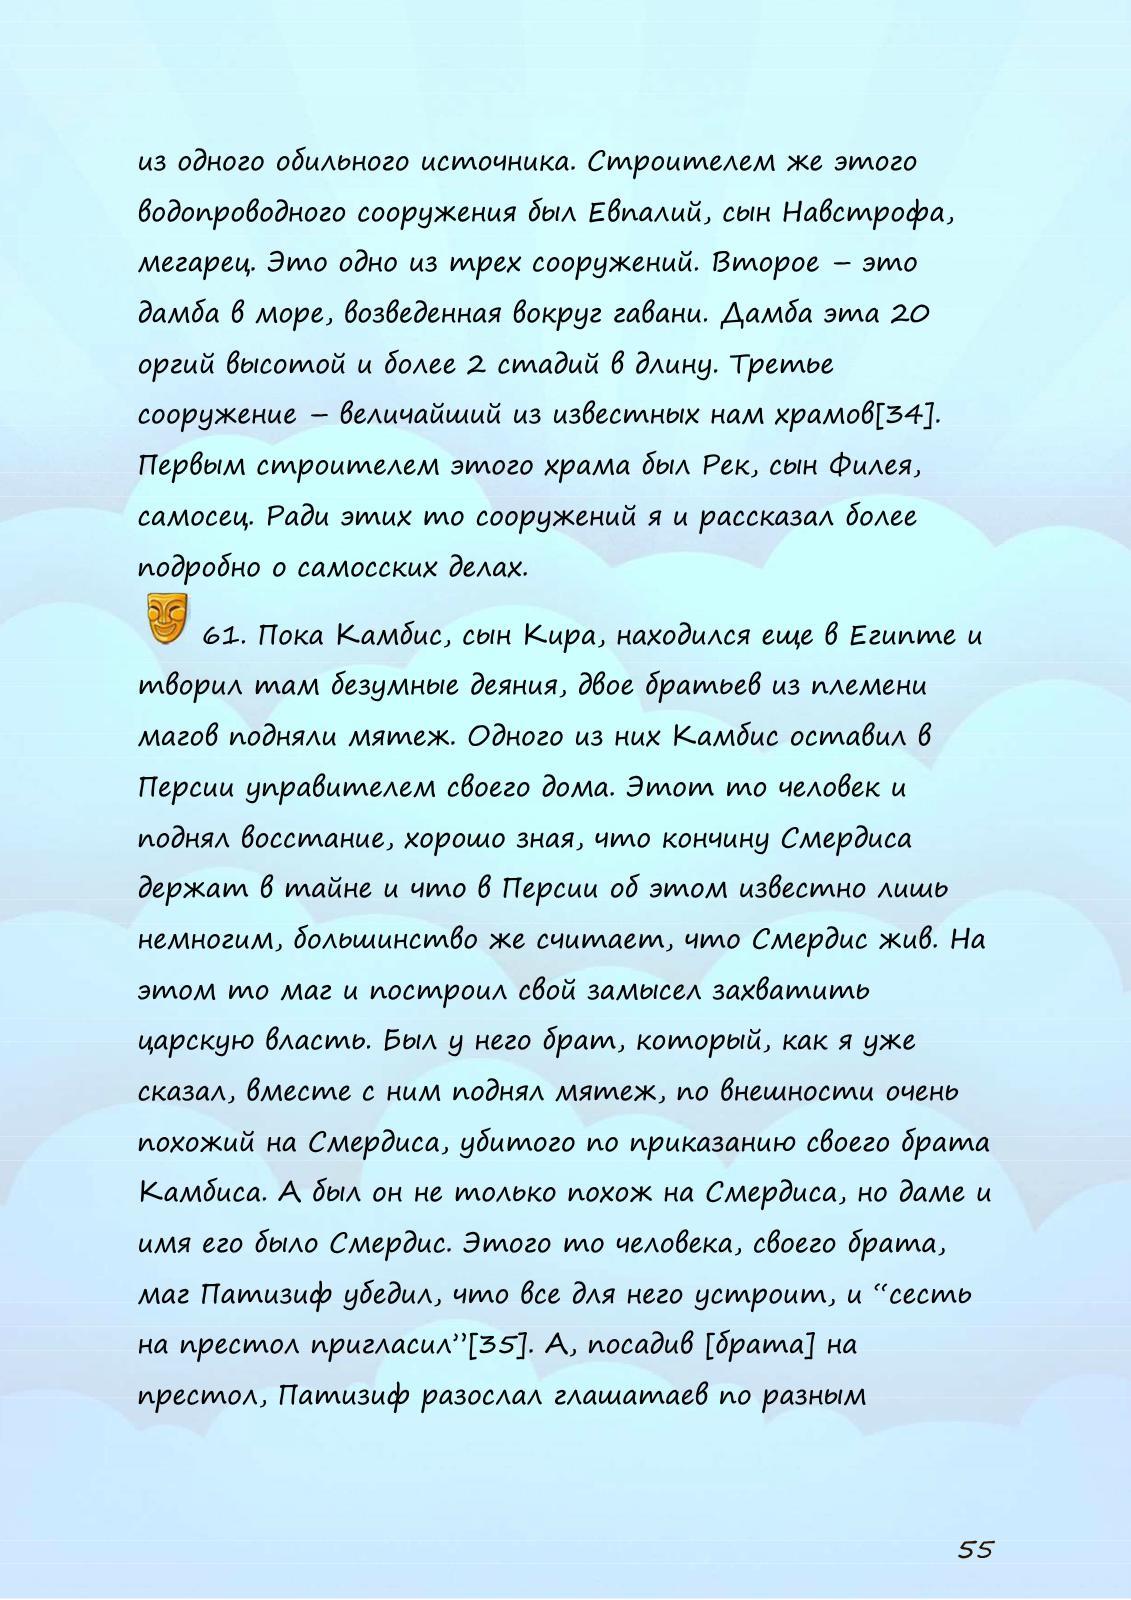 из одного обильного источника. Строителем же этого
водопроводного сооружения был Евпалий, сын Навстрофа,
мегарец. Это одно из трех сооружений. Второе – это
дамба в море, возведенная вокруг гавани. Дамба эта 20
оргий высотой и более 2 стадий в длину. Третье
сооружение – величайший из известных нам храмов[34].
Первым строителем этого храма был Рек, сын Филея,
самосец. Ради этих то сооружений я и рассказал более
подробно о самосских делах.
61. Пока Камбис, сын Кира, находился еще в Египте и
творил там безумные деяния, двое братьев из племени
магов подняли мятеж. Одного из них Камбис оставил в
Персии управителем своего дома. Этот то человек и
поднял восстание, хорошо зная, что кончину Смердиса
держат в тайне и что в Персии об этом известно лишь
немногим, большинство же считает, что Смердис жив. На
этом то маг и построил свой замысел захватить
царскую власть. Был у него брат, который, как я уже
сказал, вместе с ним поднял мятеж, по внешности очень
похожий на Смердиса, убитого по приказанию своего брата
Камбиса. А был он не только похож на Смердиса, но даме и
имя его было Смердис. Этого то человека, своего брата,
маг Патизиф убедил, что все для него устроит, и “сесть
на престол пригласил”[35]. А, посадив [брата] на
престол, Патизиф разослал глашатаев по разным
55